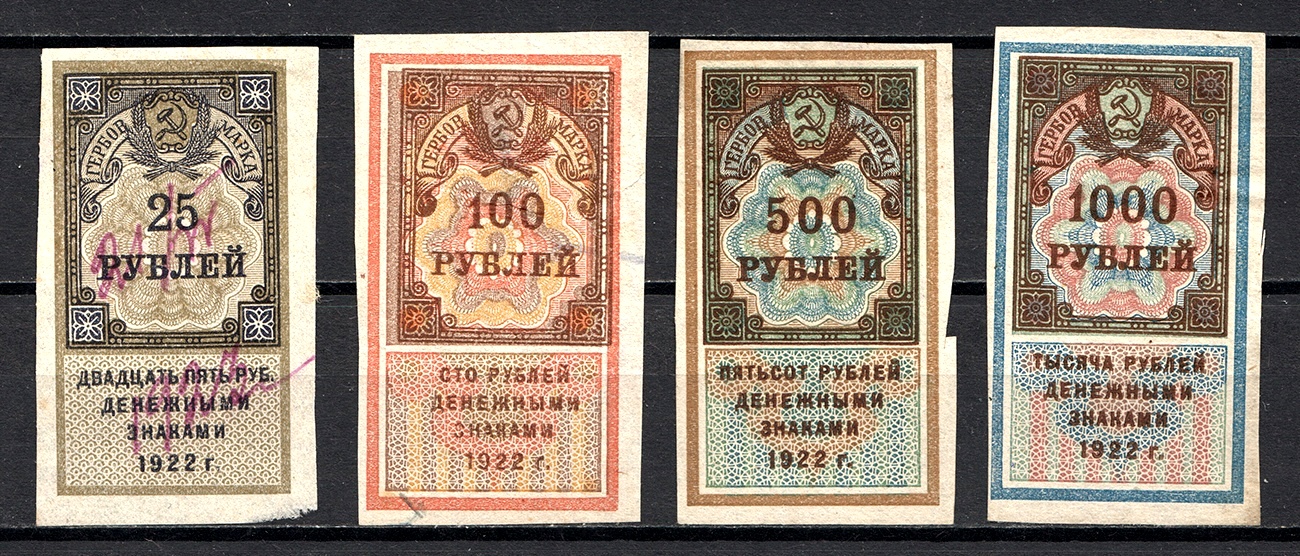 ГЕРБОВ МАРКА
25
РУБЛЕЙ
ДВАДЦАТЬ ПЯТЬ РУБ.
ДЕНЕЖНЫМИ
ЗНАКАМИ
1922 г.
ГЕРБОВ МАРКА
100
РУБЛЕЙ
СТО РУБЛЕЙ
ДЕНЕЖНЫМИ
ЗНАКАМИ
1922 г.
ГЕРБОВ МАРКА
500
РУБЛЕЙ
ПЯТЬСОТ РУБЛЕЙ
ДЕНЕЖНЫМИ
ЗНАКАМИ
1922 г.
ГЕРБОВ МАРКА
1000
РУБЛЕЙ
ТЫСЯЧА РУБЛЕЙ
ДЕНЕЖНЫМИ
ЗНАКАМИ
1922 г.